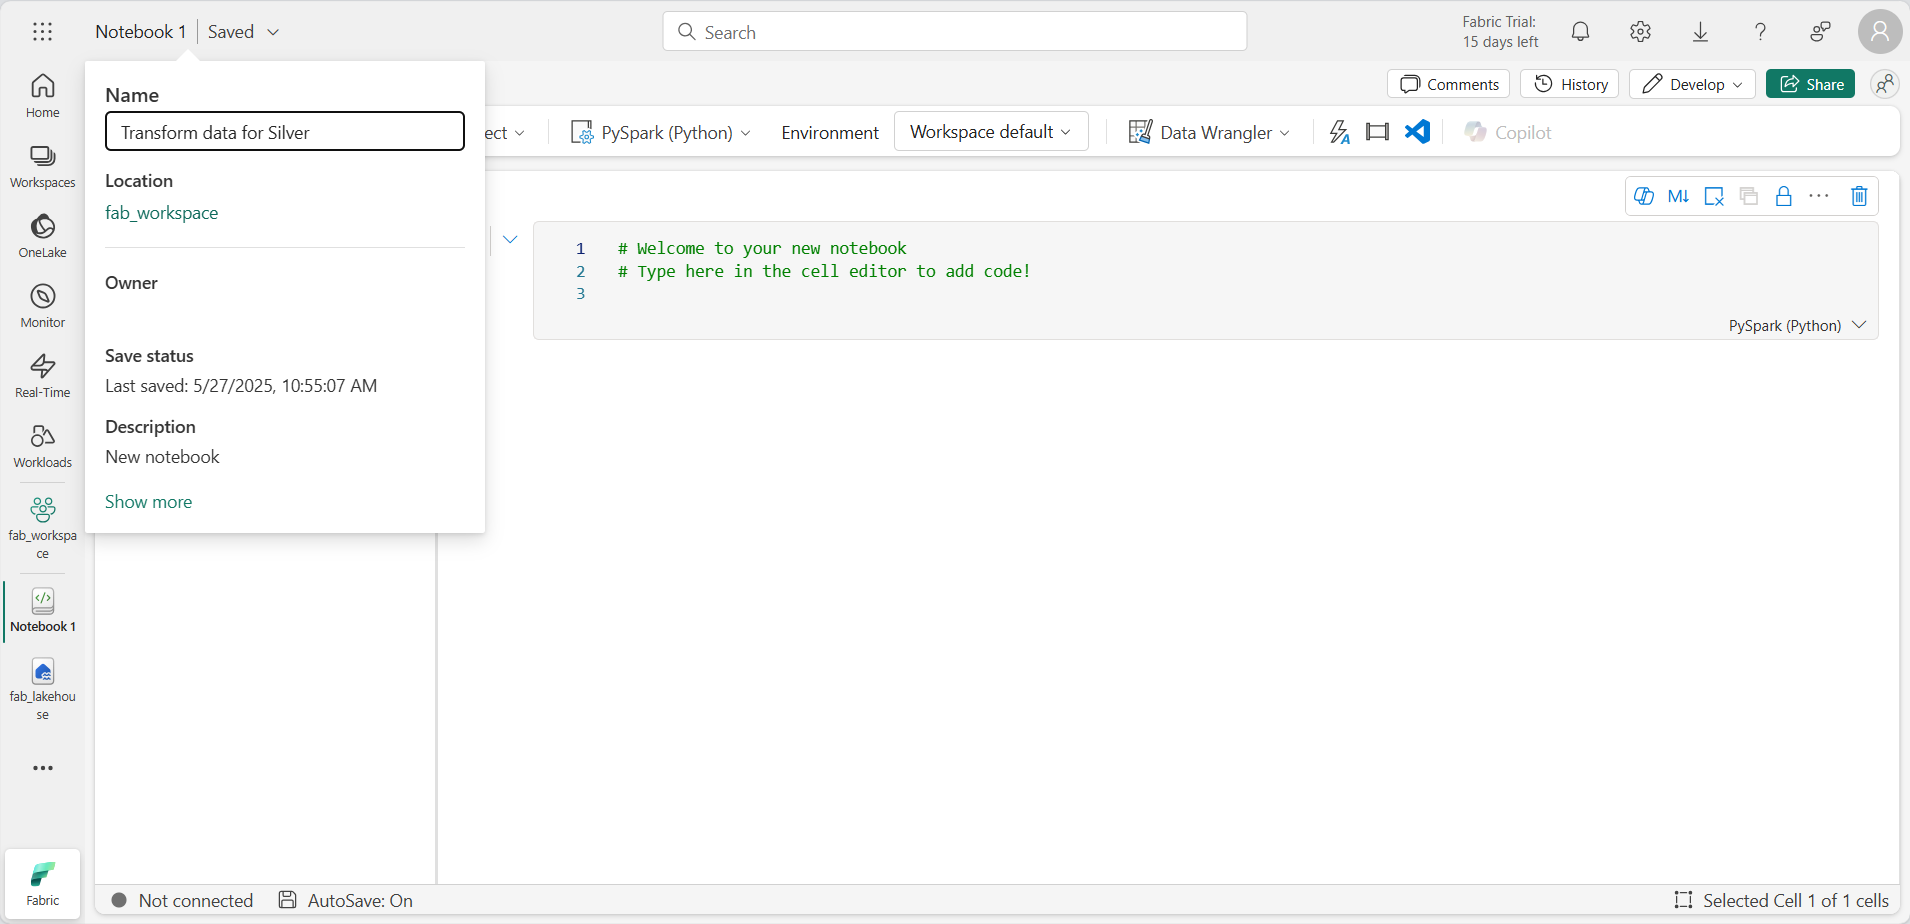 Notebook 1 Saved
Search
Fabric Trial:
15 days left
Home
Workspaces
OneLake
Monitor
Real-Time
Workloads
fab_workspa
ce
Notebook 1
fab_lakehou
se
Fabric
Name
Transform data for Silver
Location
fab_workspace
Owner
Save status
Last saved: 5/27/2025, 10:55:07 AM
Description
New notebook
Show more
Comments History Develop Share
ect PySpark (Python) Environment Workspace default Data Wrangler Copilot
M↓
1 # Welcome to your new notebook
2 # Type here in the cell editor to add code!
3
PySpark (Python)
Not connected AutoSave: On Selected Cell 1 of 1 cells